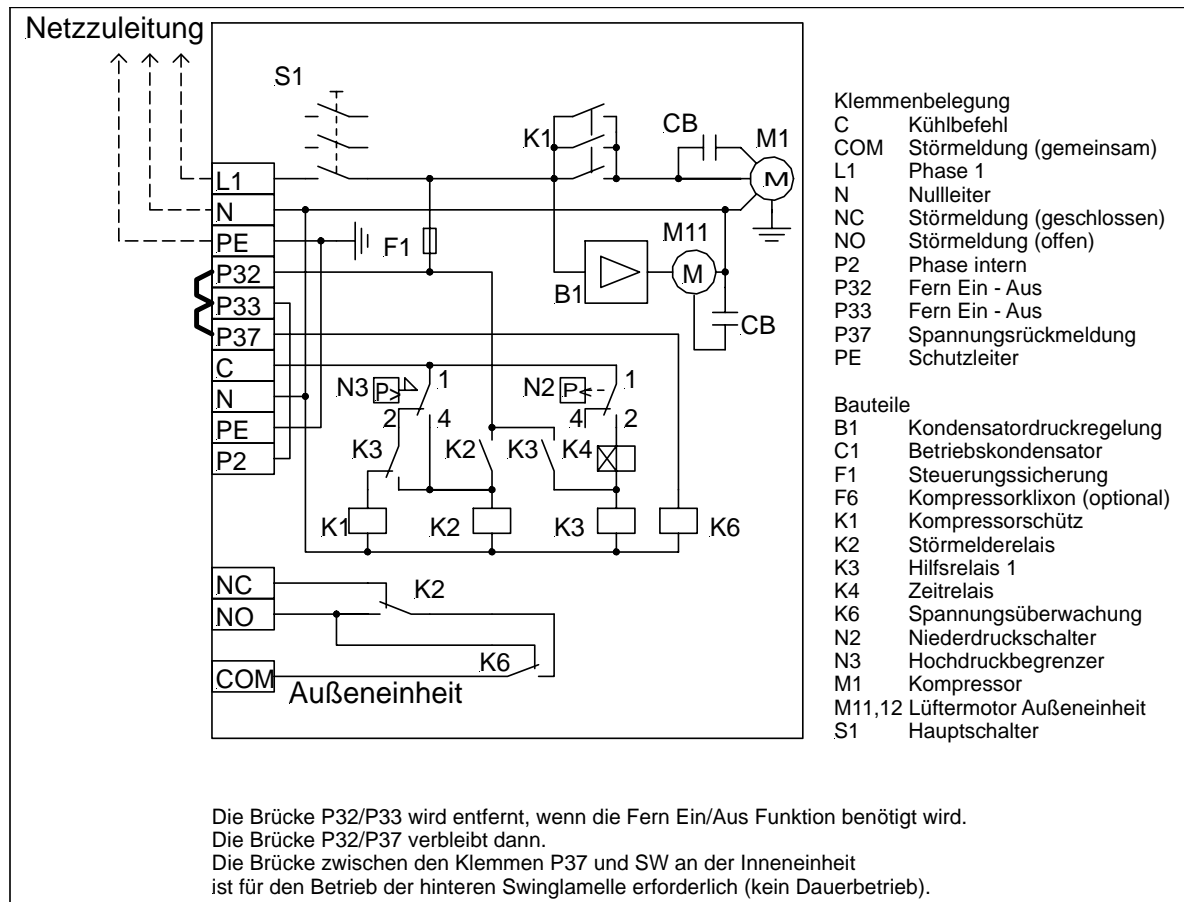 Netzzuleitung
S1
K1
CB
M1
M
L1
N
PE
P32
P33
P37
C
N
PE
P2
F1
M11
M
B1
CB
N3
P>
1
2
4
N2
P<
1
4
2
K3
K2
K3
K4
K1
K2
K3
K6
NC
NO
COM
K2
K6
Außeneinheit
Klemmenbelegung
C Kühlbefehl
COM Störmeldung (gemeinsam)
L1 Phase 1
N Nullleiter
NC Störmeldung (geschlossen)
NO Störmeldung (offen)
P2 Phase intern
P32 Fern Ein - Aus
P33 Fern Ein - Aus
P37 Spannungsrückmeldung
PE Schutzleiter
Bauteile
B1 Kondensatordruckregelung
C1 Betriebskondensator
F1 Steuerungssicherung
F6 Kompressorklixon (optional)
K1 Kompressorschütz
K2 Störmelderelais
K3 Hilfsrelais 1
K4 Zeitrelais
K6 Spannungsüberwachung
N2 Niederdruckschalter
N3 Hochdruckbegrenzer
M1 Kompressor
M11,12 Lüftermotor Außeneinheit
S1 Hauptschalter
Die Brücke P32/P33 wird entfernt, wenn die Fern Ein/Aus Funktion benötigt wird.
Die Brücke P32/P37 verbleibt dann.
Die Brücke zwischen den Klemmen P37 und SW an der Inneneinheit
ist für den Betrieb der hinteren Swinglamelle erforderlich (kein Dauerbetrieb).